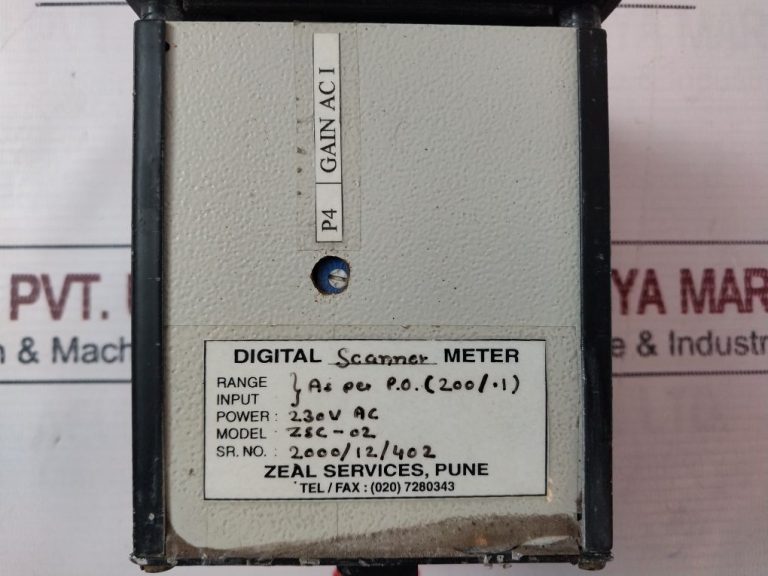 P4 GAIN AC I
DIGITAL Scanner METER
RANGE } As per P.O. (200/.1)
INPUT
POWER : 230V AC
MODEL : ZSC-02
SR. NO. : 2000/12/402
ZEAL SERVICES, PUNE
TEL / FAX : (020) 7280343
PVT.
YA MAR
& Mach
e & Industr